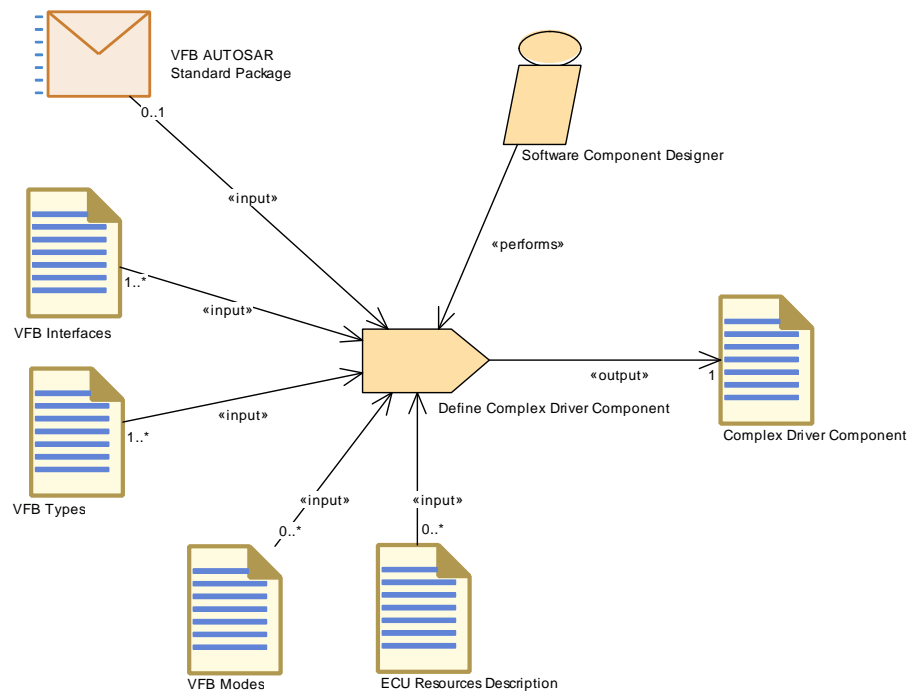 VFB AUTOSAR
Standard Package
0..1
Software Component Designer
«input»
«performs»
1..*
«input»
VFB Interfaces
«output»
1
«input»
Define Complex Driver Component
1..*
Complex Driver Component
«input»
«input»
VFB Types
0..*
0..*
VFB Modes
ECU Resources Description